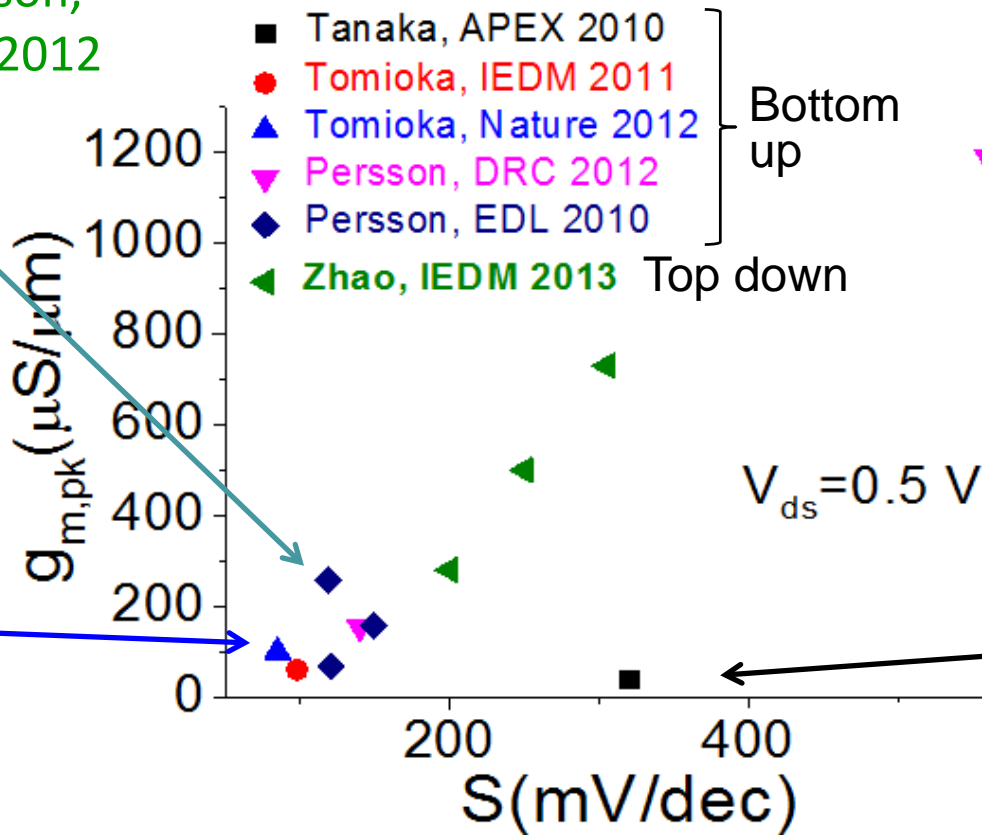 son,
2012
Tanaka, APEX 2010
Tomioka, IEDM 2011
Tomioka, Nature 2012
Persson, DRC 2012
Persson, EDL 2010
Zhao, IEDM 2013
Bottom
up
Top down
1200
1000
800
600
400
200
0
g_m,pk(μS/μm)
V_ds=0.5 V
200
400
S(mV/dec)